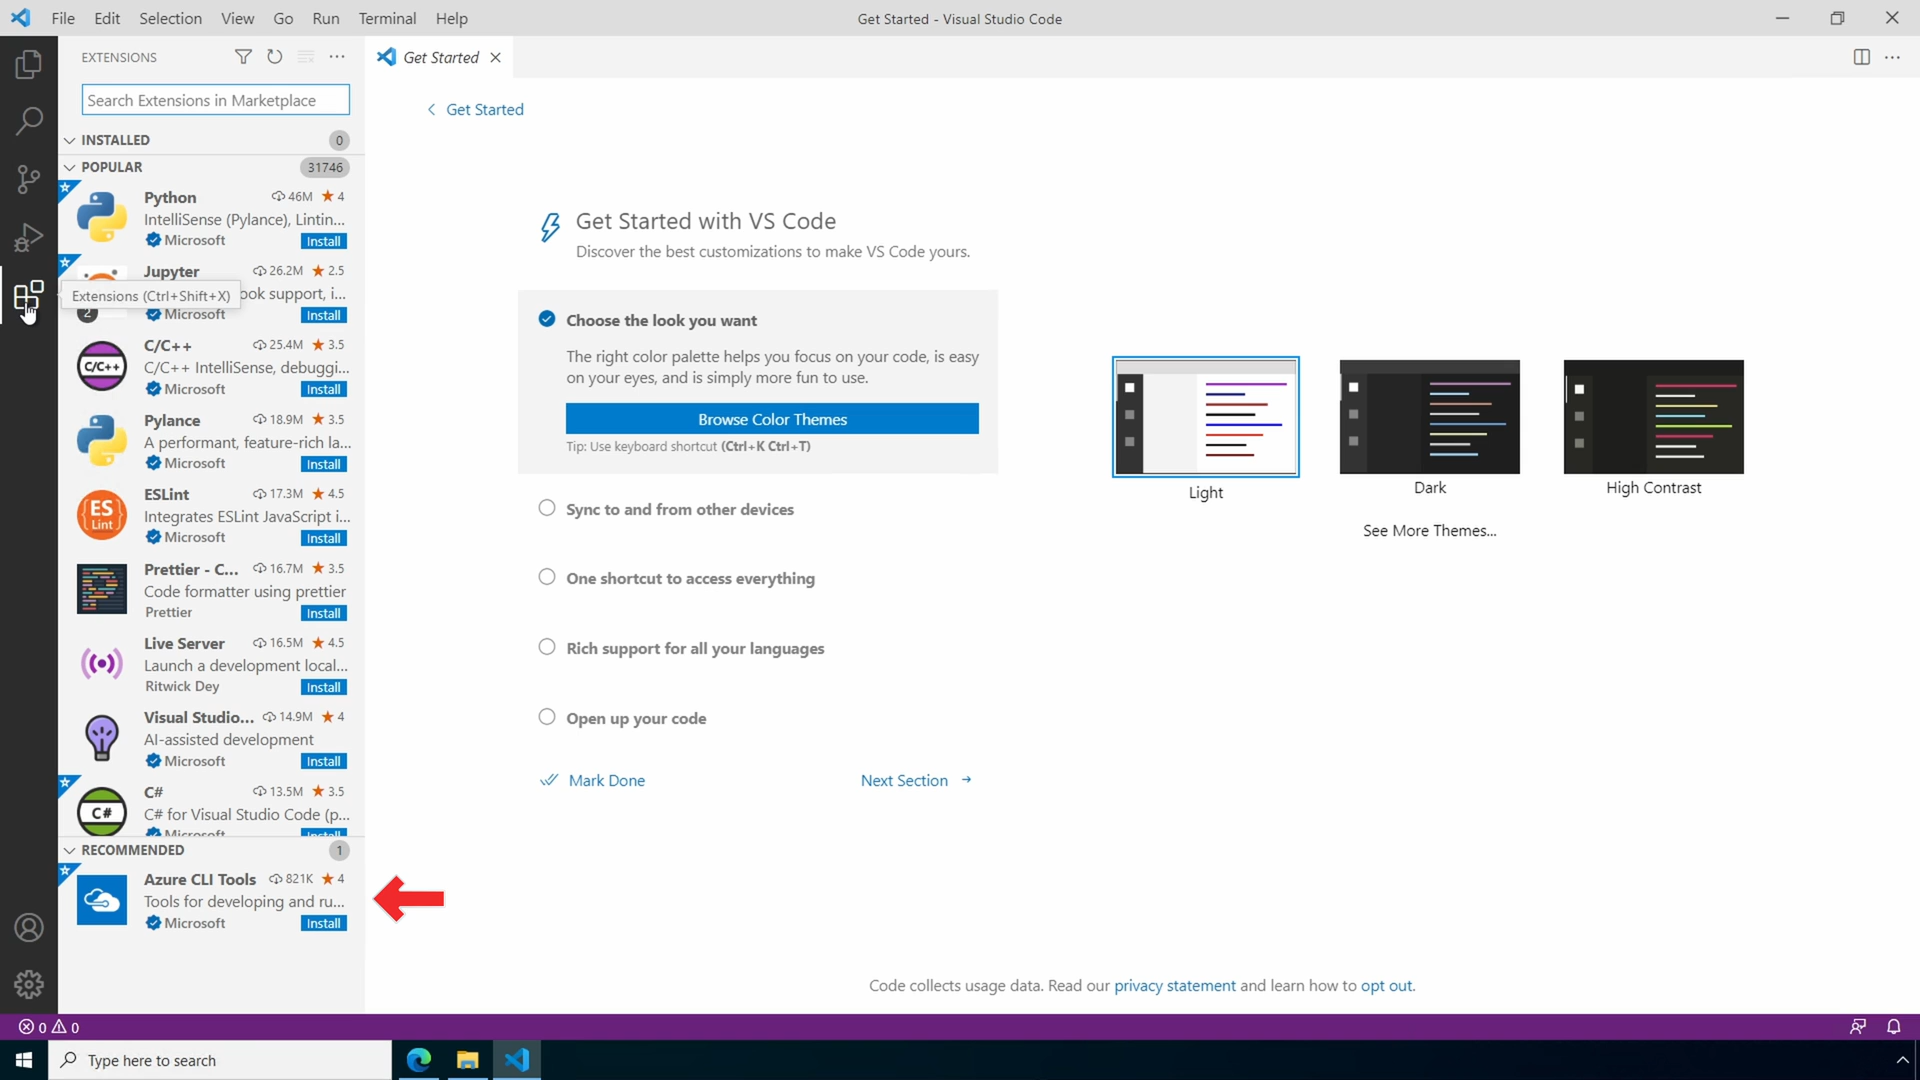 File Edit Selection View Go Run Terminal Help
Get Started - Visual Studio Code
EXTENSIONS
Get Started
Search Extensions in Marketplace
INSTALLED 0
POPULAR 31746
Python 46M 4
IntelliSense (Pylance), Lintin...
Microsoft Install
Jupyter 26.2M 2.5
Extensions (Ctrl+Shift+X) ook support, i...
2 Microsoft Install
C/C++
C/C++ 25.4M 3.5
C/C++ IntelliSense, debuggi...
Microsoft Install
Pylance 18.9M 3.5
A performant, feature-rich la...
Microsoft Install
ES Lint
ESLint 17.3M 4.5
Integrates ESLint JavaScript i...
Microsoft Install
Prettier - C... 16.7M 3.5
Code formatter using prettier
Prettier Install
Live Server 16.5M 4.5
Launch a development local...
Ritwick Dey Install
Visual Studio... 14.9M 4
AI-assisted development
Microsoft Install
C#
C# 13.5M 3.5
C# for Visual Studio Code (p...
Microsoft Install
RECOMMENDED 1
Azure CLI Tools 821K 4
Tools for developing and ru...
Microsoft Install
Get Started
Get Started with VS Code
Discover the best customizations to make VS Code yours.
Choose the look you want
The right color palette helps you focus on your code, is easy
on your eyes, and is simply more fun to use.
Browse Color Themes
Tip: Use keyboard shortcut (Ctrl+K Ctrl+T)
Sync to and from other devices
One shortcut to access everything
Rich support for all your languages
Open up your code
Mark Done
Next Section
Light
Dark
High Contrast
See More Themes...
Code collects usage data. Read our privacy statement and learn how to opt out.
0 0
Type here to search